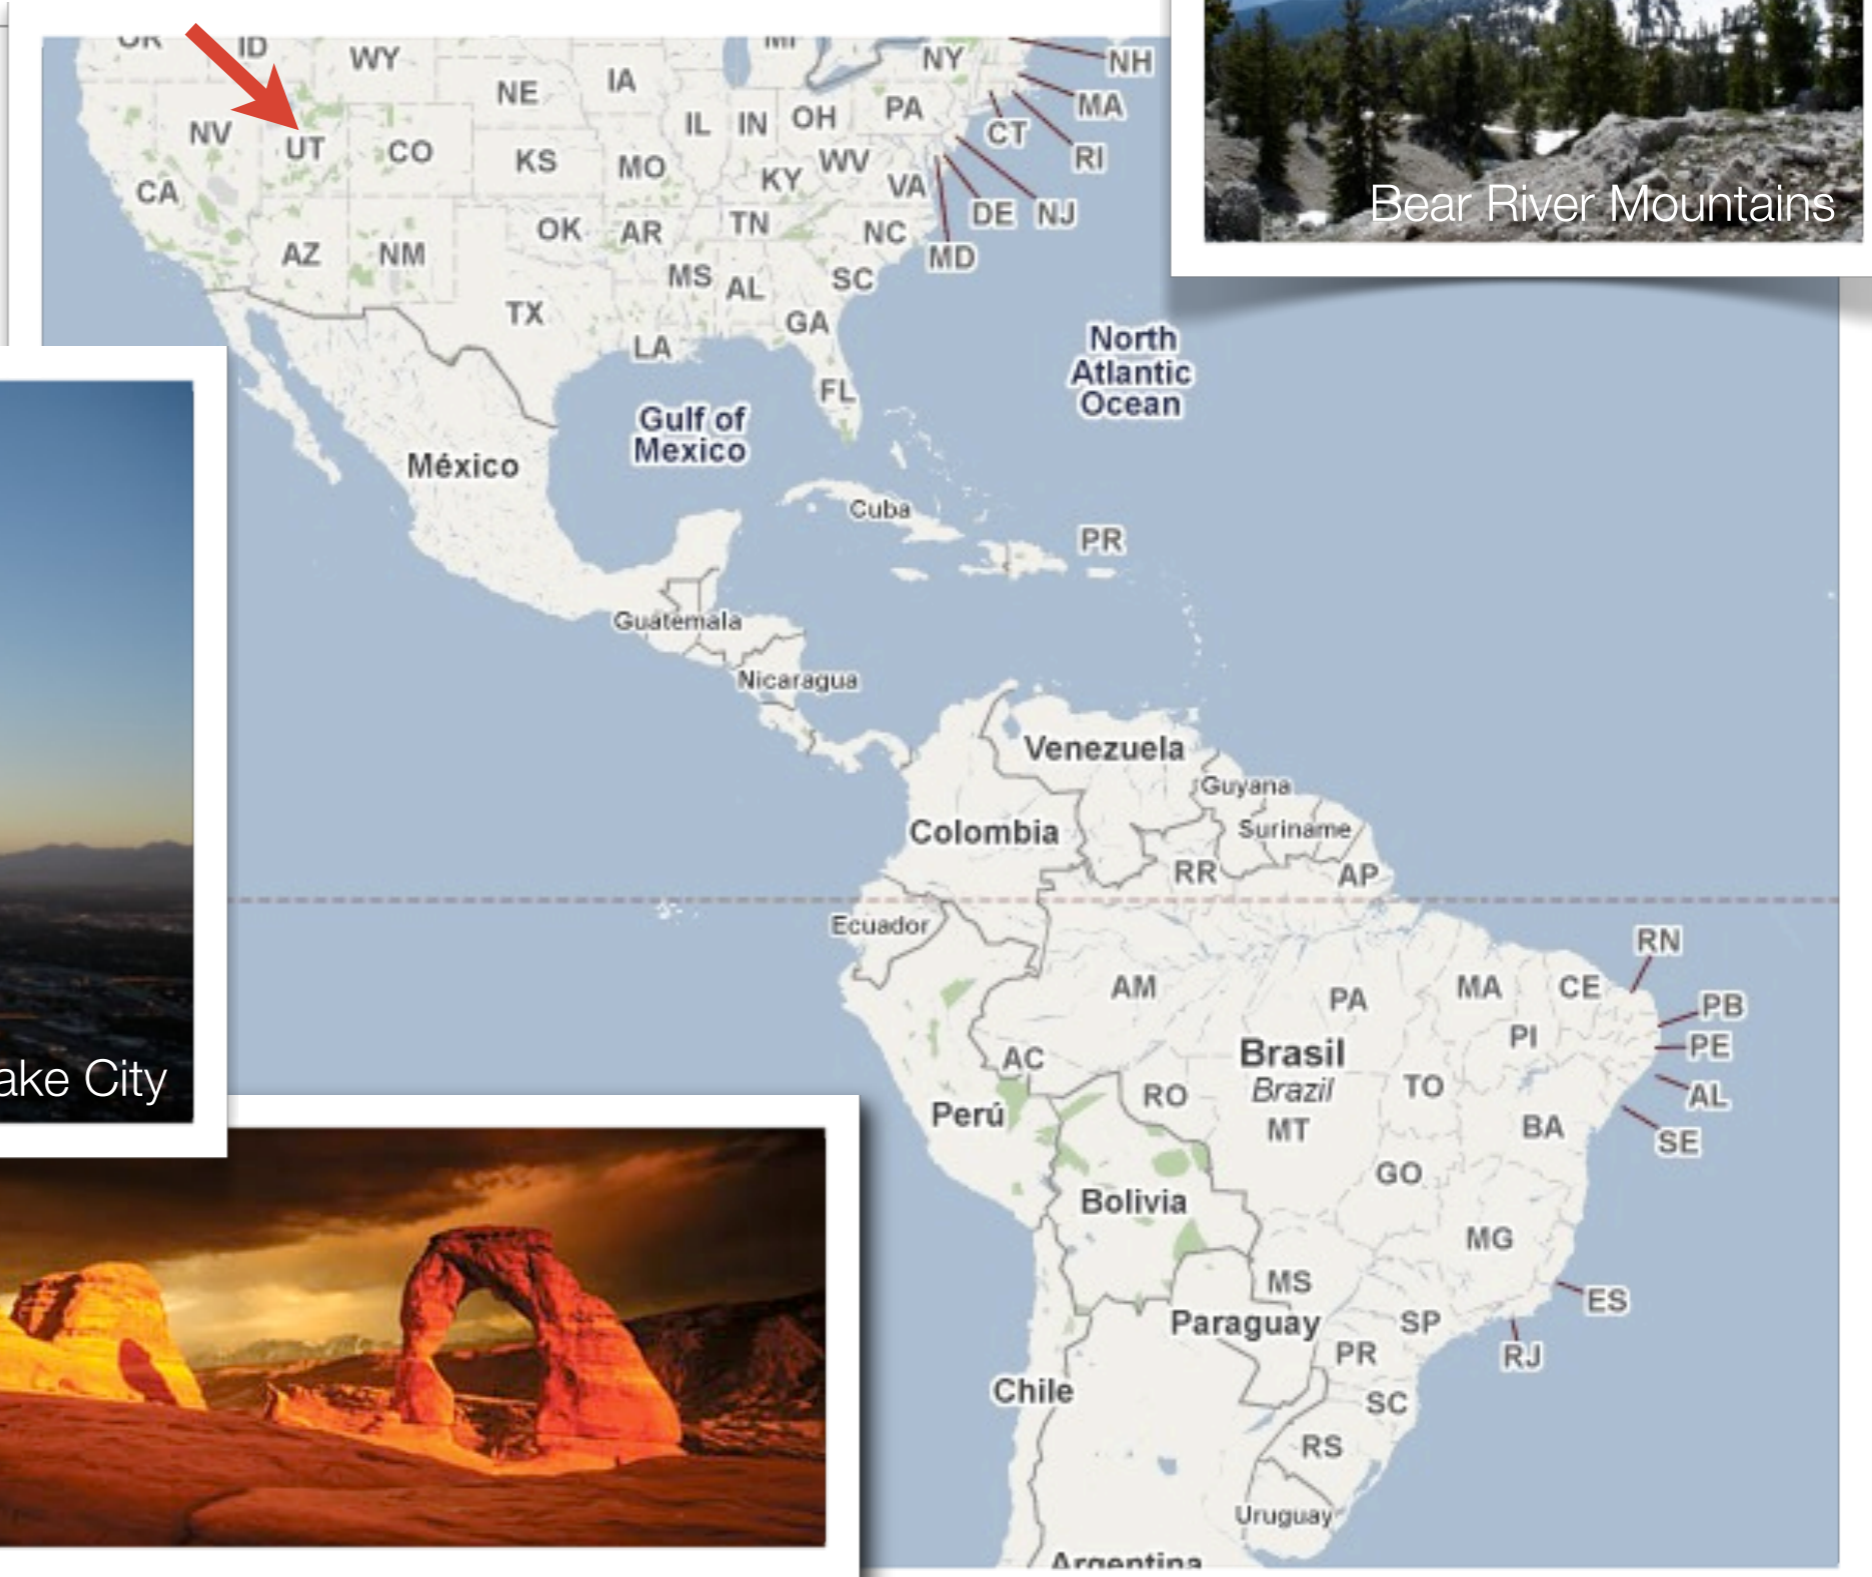 OR
ID
WY
NE
IA
MI
NY
NH
MA
CT
RI
PA
OH
IN
IL
NV
UT
CO
KS
MO
KY
WV
VA
CA
DE
NJ
MD
AZ
NM
OK
AR
TN
NC
SC
MS
AL
GA
TX
LA
FL
Bear River Mountains
North
Atlantic
Ocean
Gulf of
Mexico
México
Cuba
PR
Guatemala
Nicaragua
Venezuela
Guyana
Suriname
Colombia
RR
AP
Ecuador
RN
AM
PA
MA
CE
PB
PI
PE
AC
Brasil
Brazil
RO
TO
AL
ake City
Perú
MT
BA
SE
GO
Bolivia
MG
MS
ES
Paraguay
SP
PR
RJ
Chile
SC
RS
Uruguay
Argentina